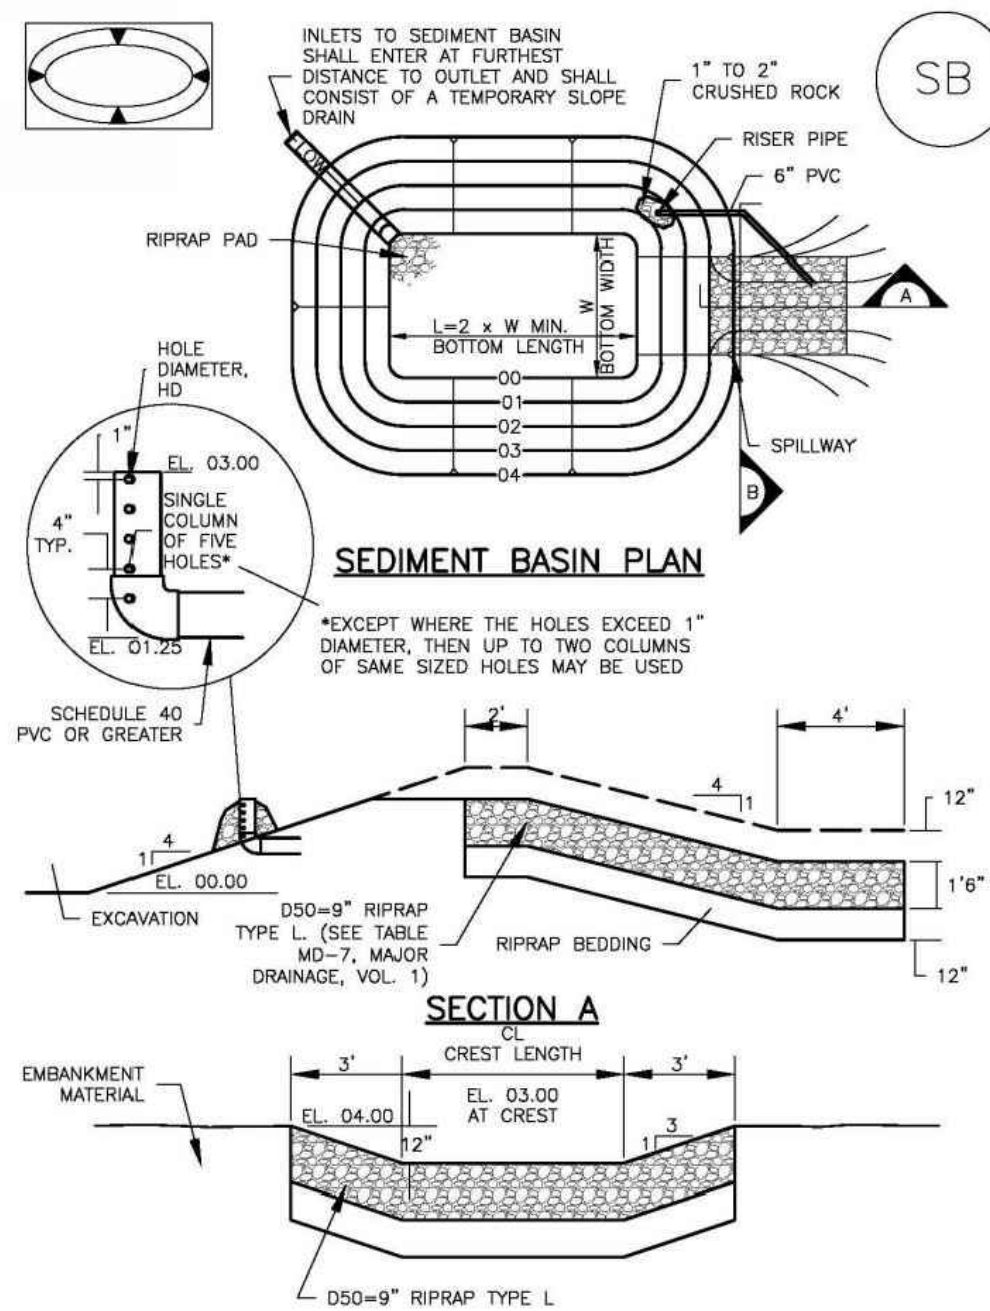 INLETS TO SEDIMENT BASIN
SHALL ENTER AT FURTHEST
DISTANCE TO OUTLET AND SHALL
CONSIST OF A TEMPORARY SLOPE
DRAIN
1" TO 2"
CRUSHED ROCK
SB
RISER PIPE
6" PVC
FLOW
RIPRAP PAD
W
BOTTOM WIDTH
L=2 x W MIN.
BOTTOM LENGTH
A
00
01
02
03
04
SPILLWAY
B
HOLE
DIAMETER,
HD
1"
EL. 03.00
4"
TYP.
SINGLE
COLUMN
OF FIVE
HOLES*
EL. 01.25
SEDIMENT BASIN PLAN
*EXCEPT WHERE THE HOLES EXCEED 1"
DIAMETER, THEN UP TO TWO COLUMNS
OF SAME SIZED HOLES MAY BE USED
SCHEDULE 40
PVC OR GREATER
2'
4'
4
1
12"
4
1
EL. 00.00
EXCAVATION
1'6"
D50=9" RIPRAP
TYPE L. (SEE TABLE
MD-7, MAJOR
DRAINAGE, VOL. 1)
RIPRAP BEDDING
12"
SECTION A
CL
CREST LENGTH
3'
3'
EMBANKMENT
MATERIAL
EL. 04.00
EL. 03.00
AT CREST
12"
3
1
D50=9" RIPRAP TYPE L